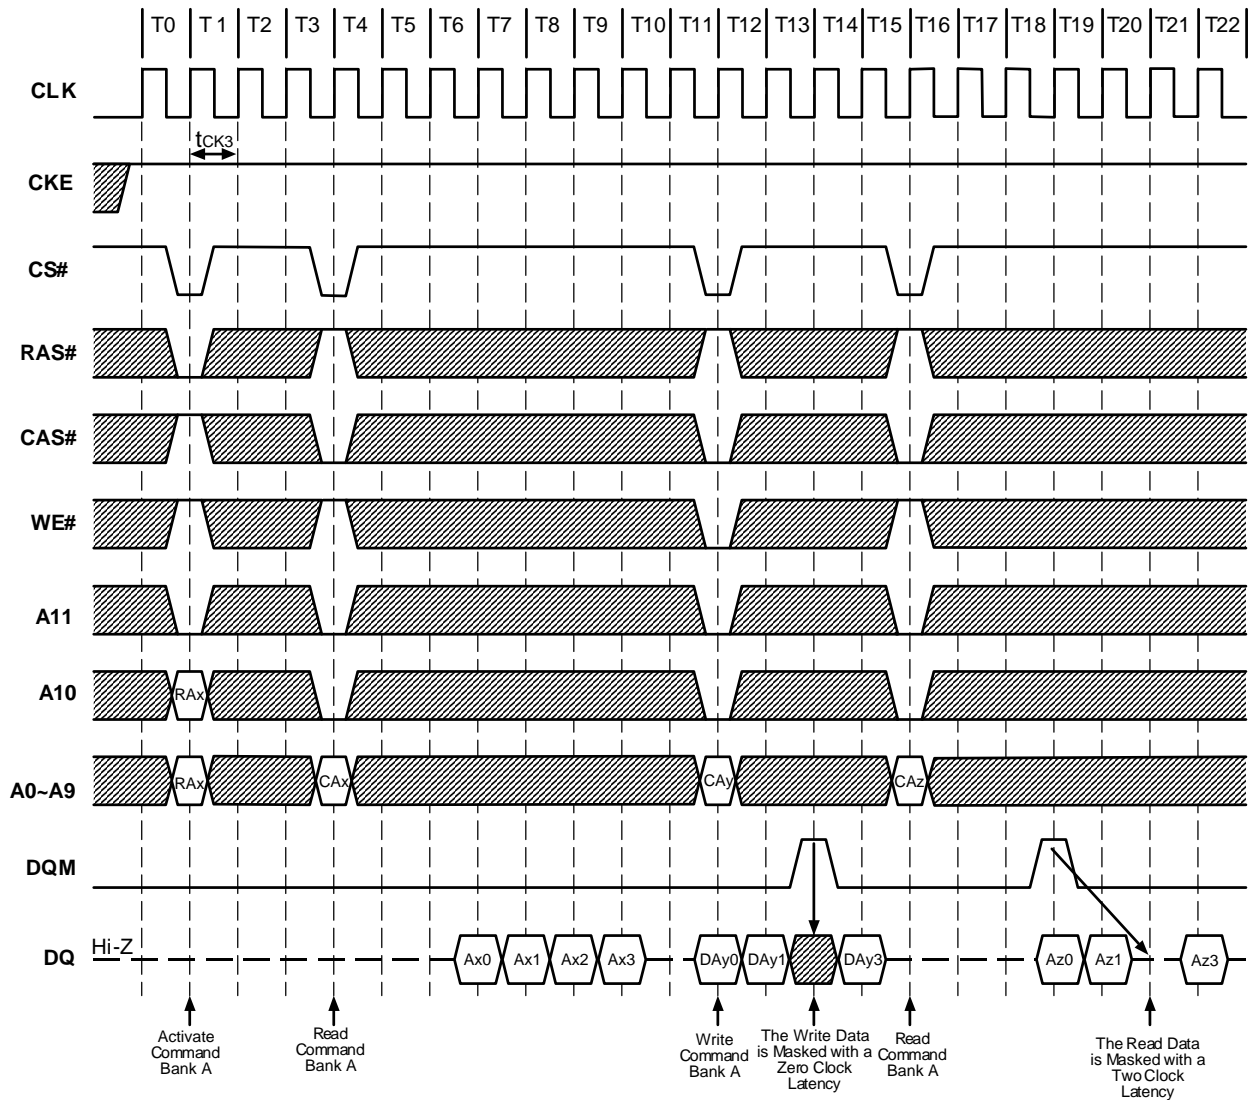 T0 T1 T2 T3 T4 T5 T6 T7 T8 T9 T10 T11 T12 T13 T14 T15 T16 T17 T18 T19 T20 T21 T22
CLK
tCK3
CKE
CS#
RAS#
CAS#
WE#
A11
A10 RAx
A0~A9 RAx CAx CAy CAz
DQM
DQ Hi-Z Ax0 Ax1 Ax2 Ax3 DAy0 DAy1 DAy3 Az0 Az1 Az3
Activate
Command
Bank A
Read
Command
Bank A
Write
Command
Bank A
The Write Data
is Masked with a
Zero Clock
Latency
Read
Command
Bank A
The Read Data
is Masked with a
Two Clock
Latency